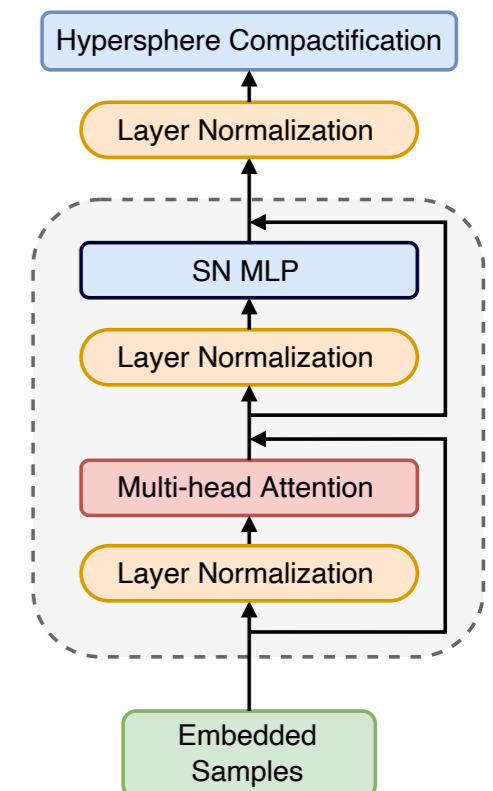 Hypersphere Compactification
Layer Normalization
SN MLP
Layer Normalization
Multi-head Attention
Layer Normalization
Embedded
Samples